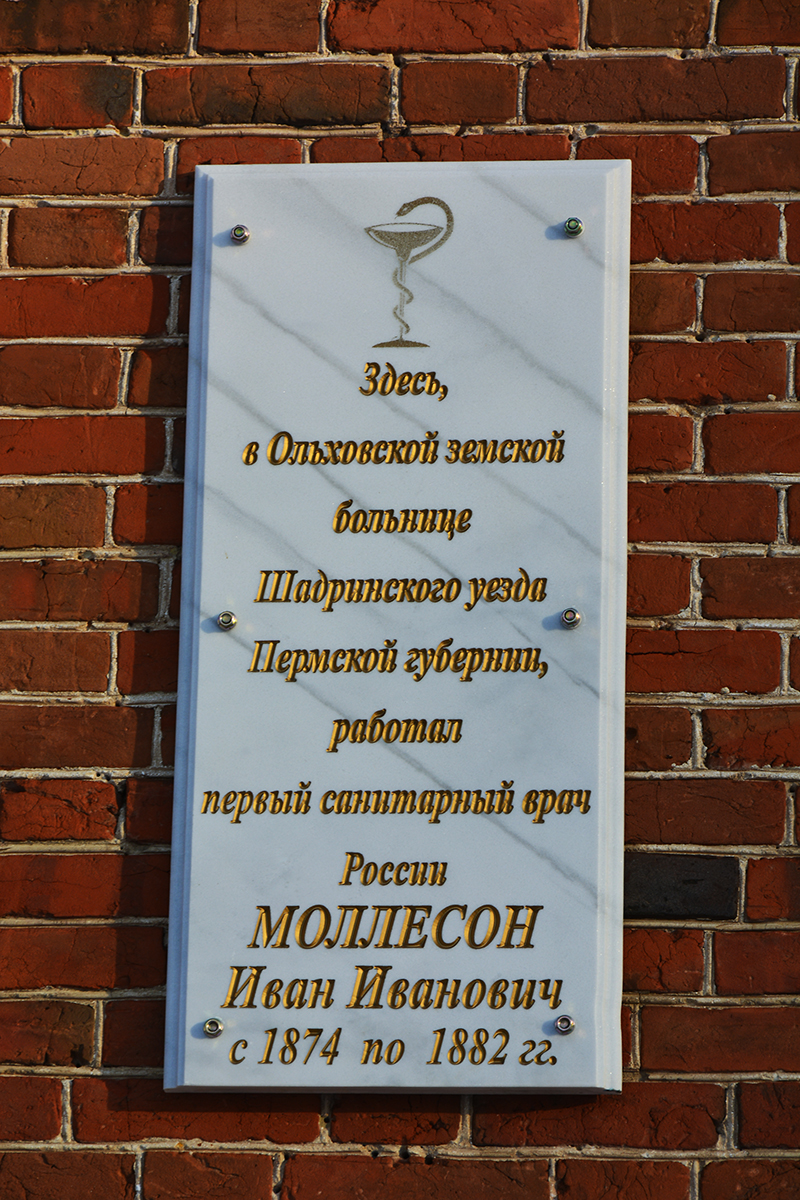 Здесь,
в Ольховской земской
больнице
Шадринского уезда
Пермской губернии,
работал
первый санитарный врач
России
МОЛЛЕСОН
Иван Иванович
с 1874 по 1882 гг.